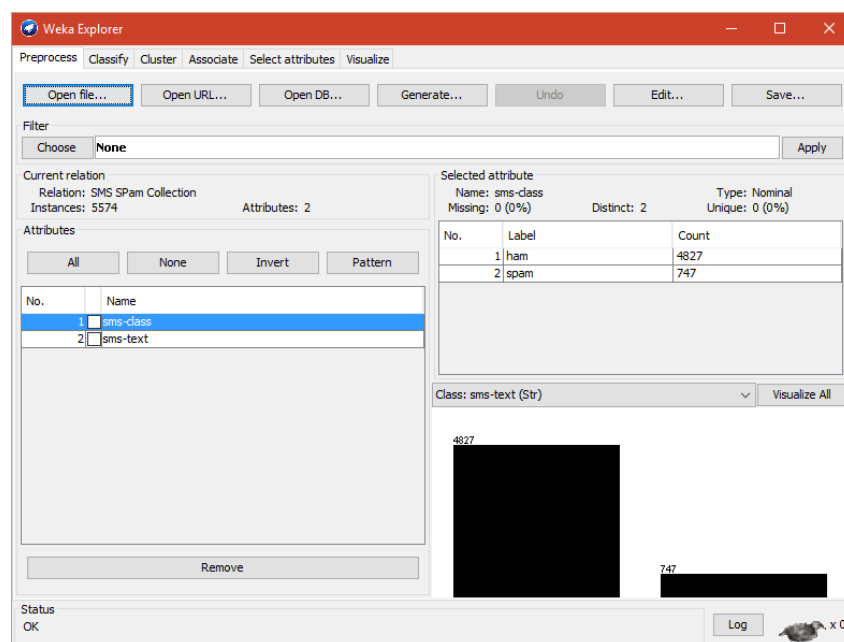 Weka Explorer
Preprocess Classify Cluster Associate Select attributes Visualize
Open file... Open URL... Open DB... Generate... Undo Edit... Save...
Filter
Choose None Apply
Current relation
Relation: SMS SPam Collection
Instances: 5574 Attributes: 2
Attributes
All None Invert Pattern
No. Name
1 sms-class
2 sms-text
Remove
Selected attribute
Name: sms-class Type: Nominal
Missing: 0 (0%) Distinct: 2 Unique: 0 (0%)
No. Label Count
1 ham 4827
2 spam 747
Class: sms-text (Str) Visualize All
4827
747
Status
OK Log x 0